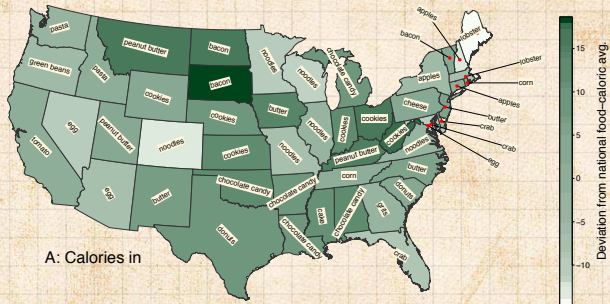 apples
bacon
lobster
pasta
peanut butter
bacon
noodles
noodles
chocolate candy
lobster
green beans
pasta
bacon
apples
corn
cookies
butter
cheese
apples
cookies
noodles
cookies
cookies
butter
tomato
egg
peanut butter
noodles
cookies
noodles
peanut butter
cookies
noodles
crab
crab
egg
egg
butter
chocolate candy
chocolate candy
corn
butter
donuts
donuts
chocolate candy
cake
chocolate candy
grits
crab
A: Calories in
15
10
5
0
−5
−10
Deviation from national food−caloric avg.